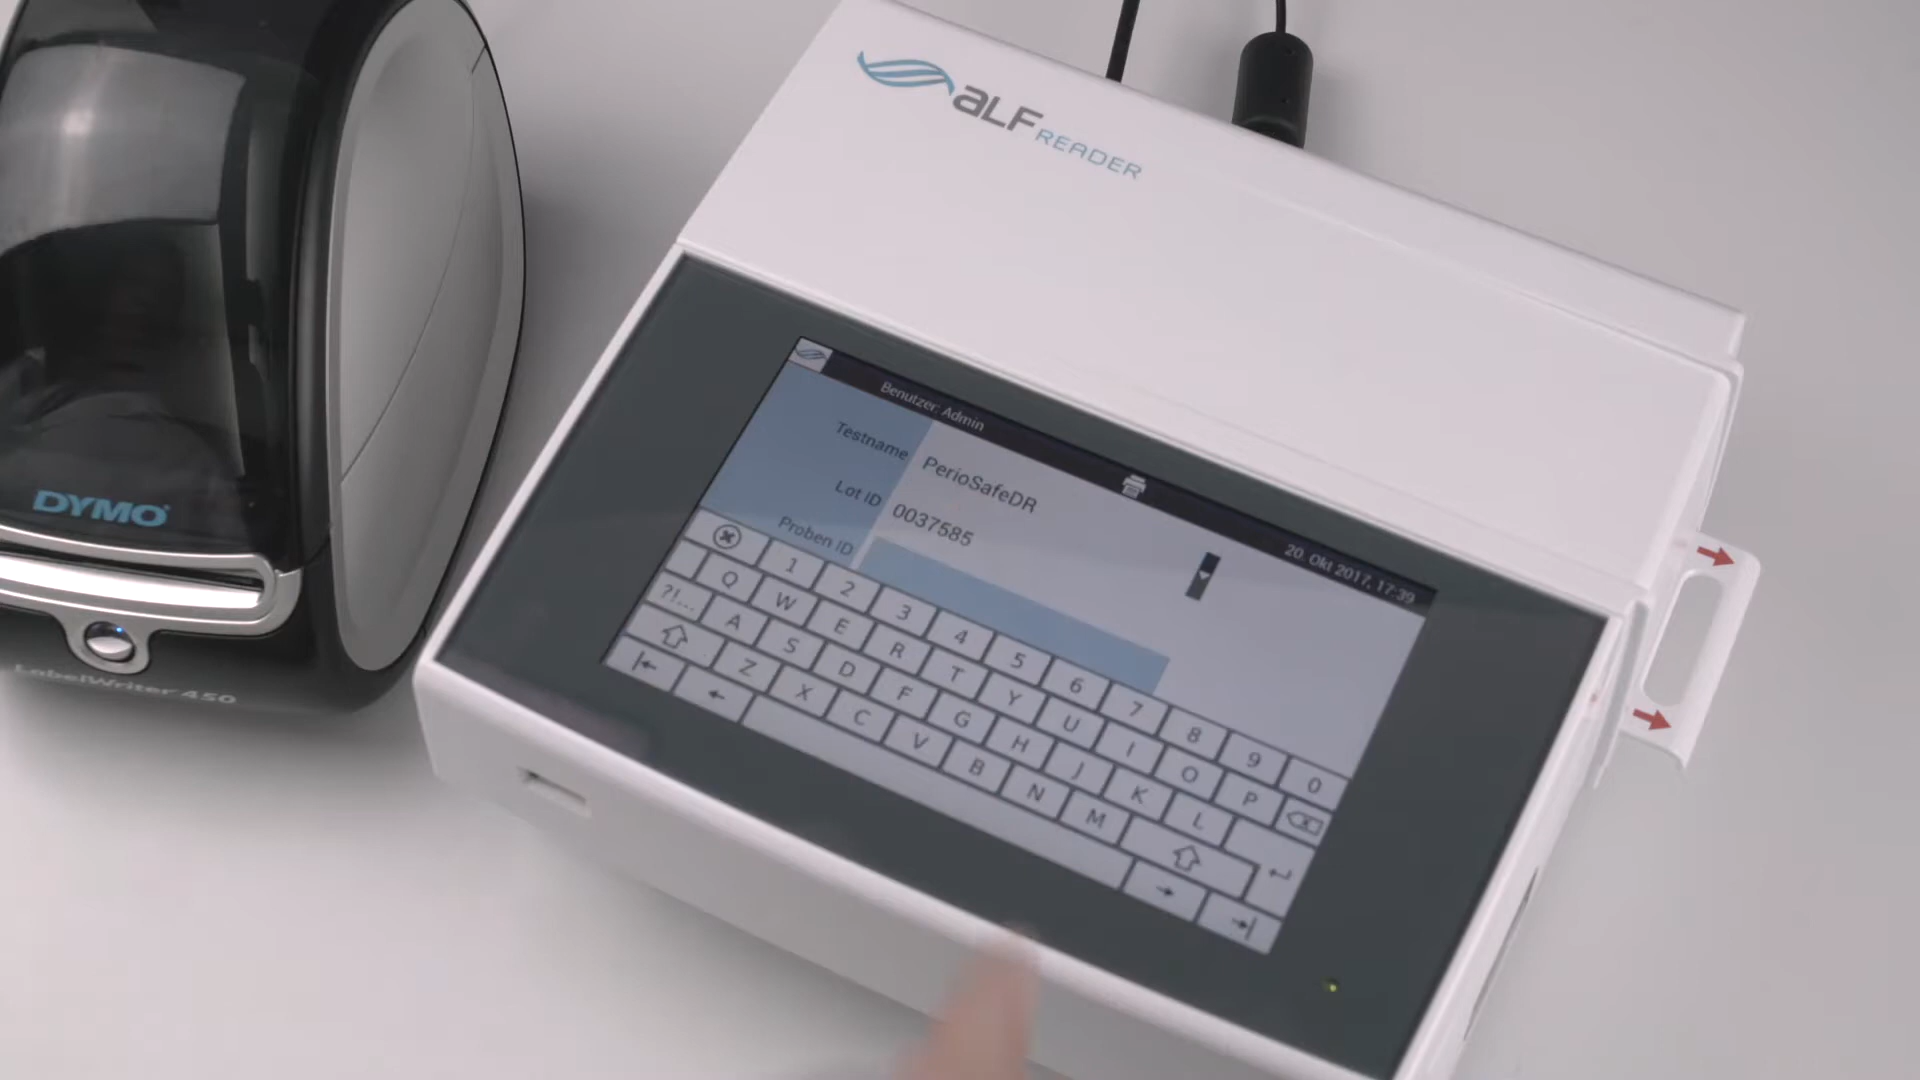 aLF READER
DYMO
LabelWriter 450
Benutzer: Admin
20. Okt 2017, 17:39
Testname PerioSafeDR
Lot ID 0037585
Proben ID
1 2 3 4 5 6 7 8 9 0
Q W E R T Y U I O P
?!... A S D F G H J K L
Z X C V B N M